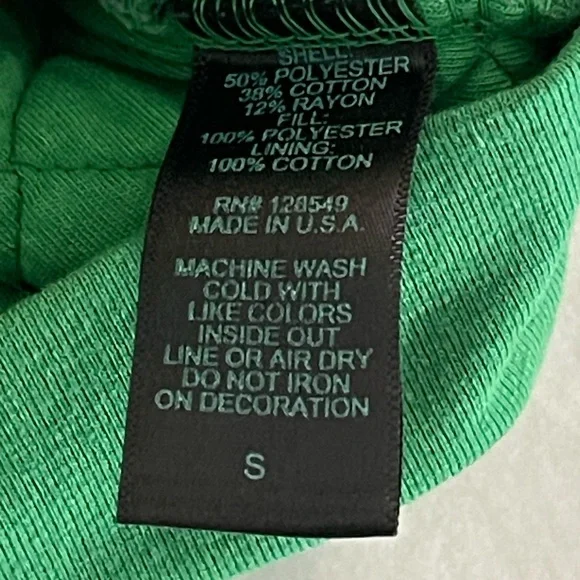 SHELL:
50% POLYESTER
38% COTTON
12% RAYON
FILL:
100% POLYESTER
LINING:
100% COTTON
RN# 128549
MADE IN U.S.A.
MACHINE WASH
COLD WITH
LIKE COLORS
INSIDE OUT
LINE OR AIR DRY
DO NOT IRON
ON DECORATION
S